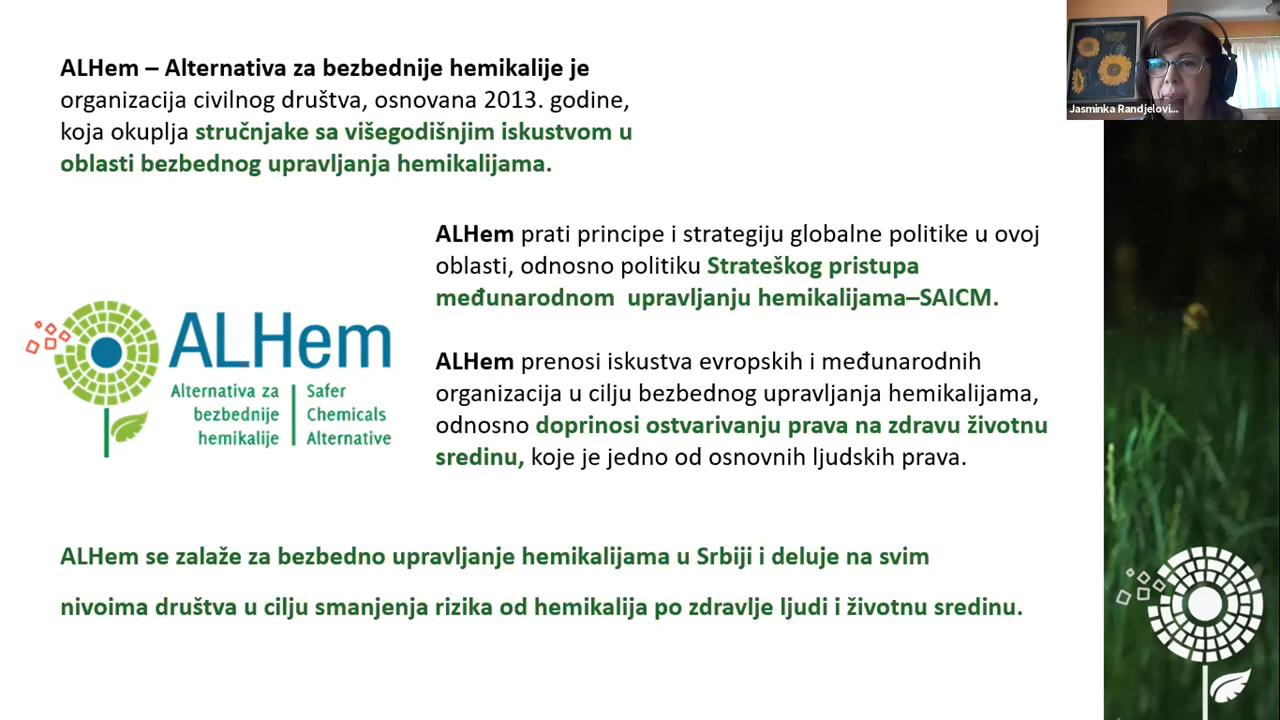 ALHem – Alternativa za bezbednije hemikalije je
organizacija civilnog društva, osnovana 2013. godine,
koja okuplja stručnjake sa višegodišnjim iskustvom u
oblasti bezbednog upravljanja hemikalijama.
Jasminka Randjelovi...
ALHem prati principe i strategiju globalne politike u ovoj
oblasti, odnosno politiku Strateškog pristupa
međunarodnom upravljanju hemikalijama–SAICM.
ALHem
Alternativa za
bezbednije
hemikalije
Safer
Chemicals
Alternative
ALHem prenosi iskustva evropskih i međunarodnih
organizacija u cilju bezbednog upravljanja hemikalijama,
odnosno doprinosi ostvarivanju prava na zdravu životnu
sredinu, koje je jedno od osnovnih ljudskih prava.
ALHem se zalaže za bezbedno upravljanje hemikalijama u Srbiji i deluje na svim
nivoima društva u cilju smanjenja rizika od hemikalija po zdravlje ljudi i životnu sredinu.